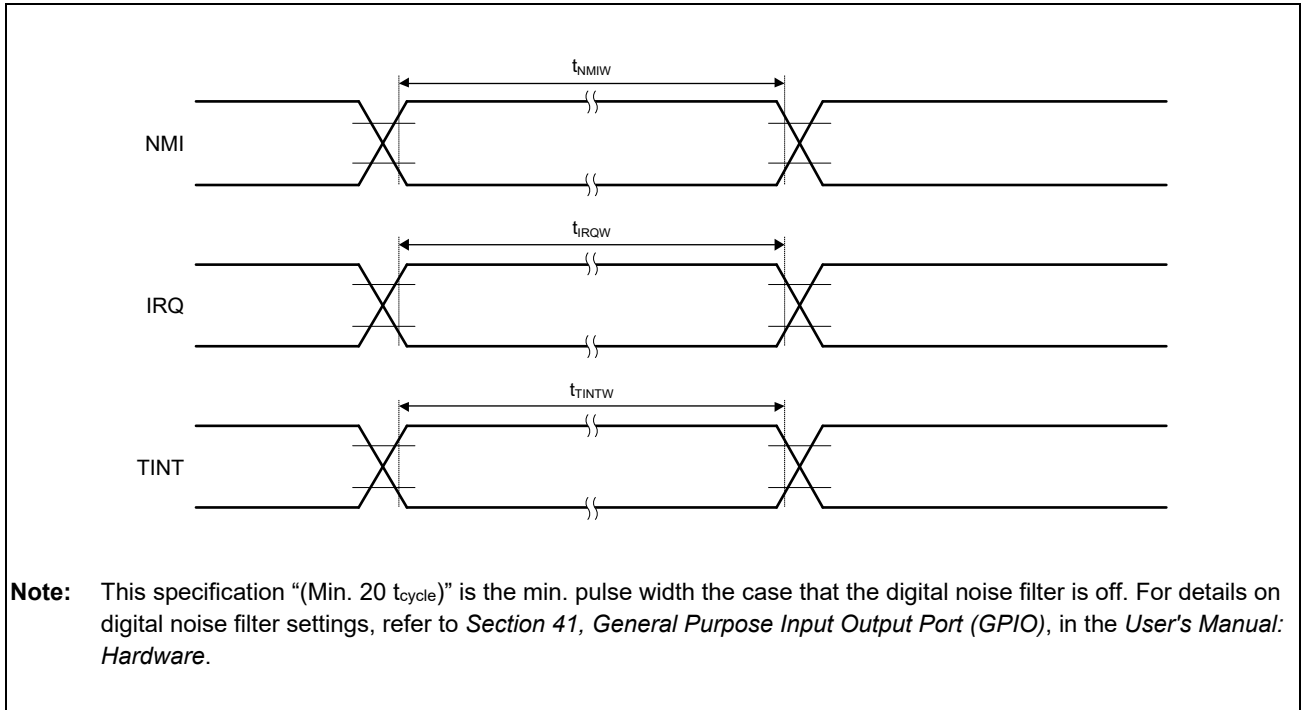 tNMIW
NMI
tIRQW
IRQ
tTINTW
TINT
Note: This specification “(Min. 20 tcycle)” is the min. pulse width the case that the digital noise filter is off. For details on
digital noise filter settings, refer to Section 41, General Purpose Input Output Port (GPIO), in the User's Manual:
Hardware.